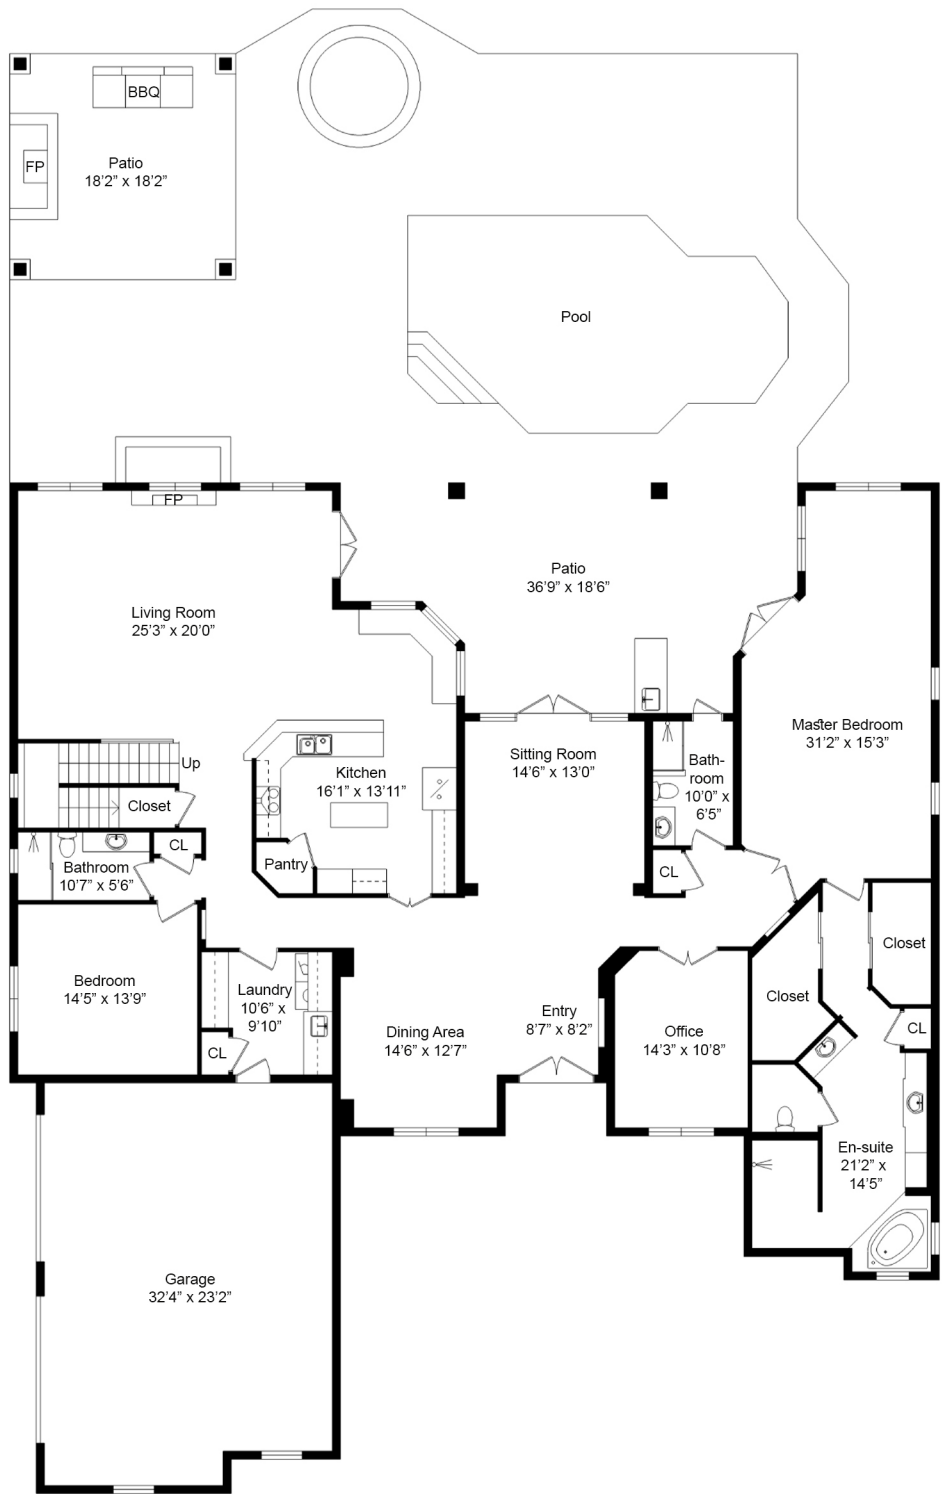 BBQ
FP
Patio
18’2” x 18’2”
Pool
FP
Patio
36’9” x 18’6”
Living Room
25’3” x 20’0”
Master Bedroom
31’2” x 15’3”
Sitting Room
14’6” x 13’0”
Up
Kitchen
16’1” x 13’11”
Bath-
room
10’0” x
6’5”
Closet
CL
Bathroom
10’7” x 5’6”
Pantry
CL
Closet
Bedroom
14’5” x 13’9”
Laundry
10’6” x
9’10”
Closet
Entry
8’7” x 8’2”
Dining Area
14’6” x 12’7”
Office
14’3” x 10’8”
CL
CL
En-suite
21’2” x
14’5”
Garage
32’4” x 23’2”